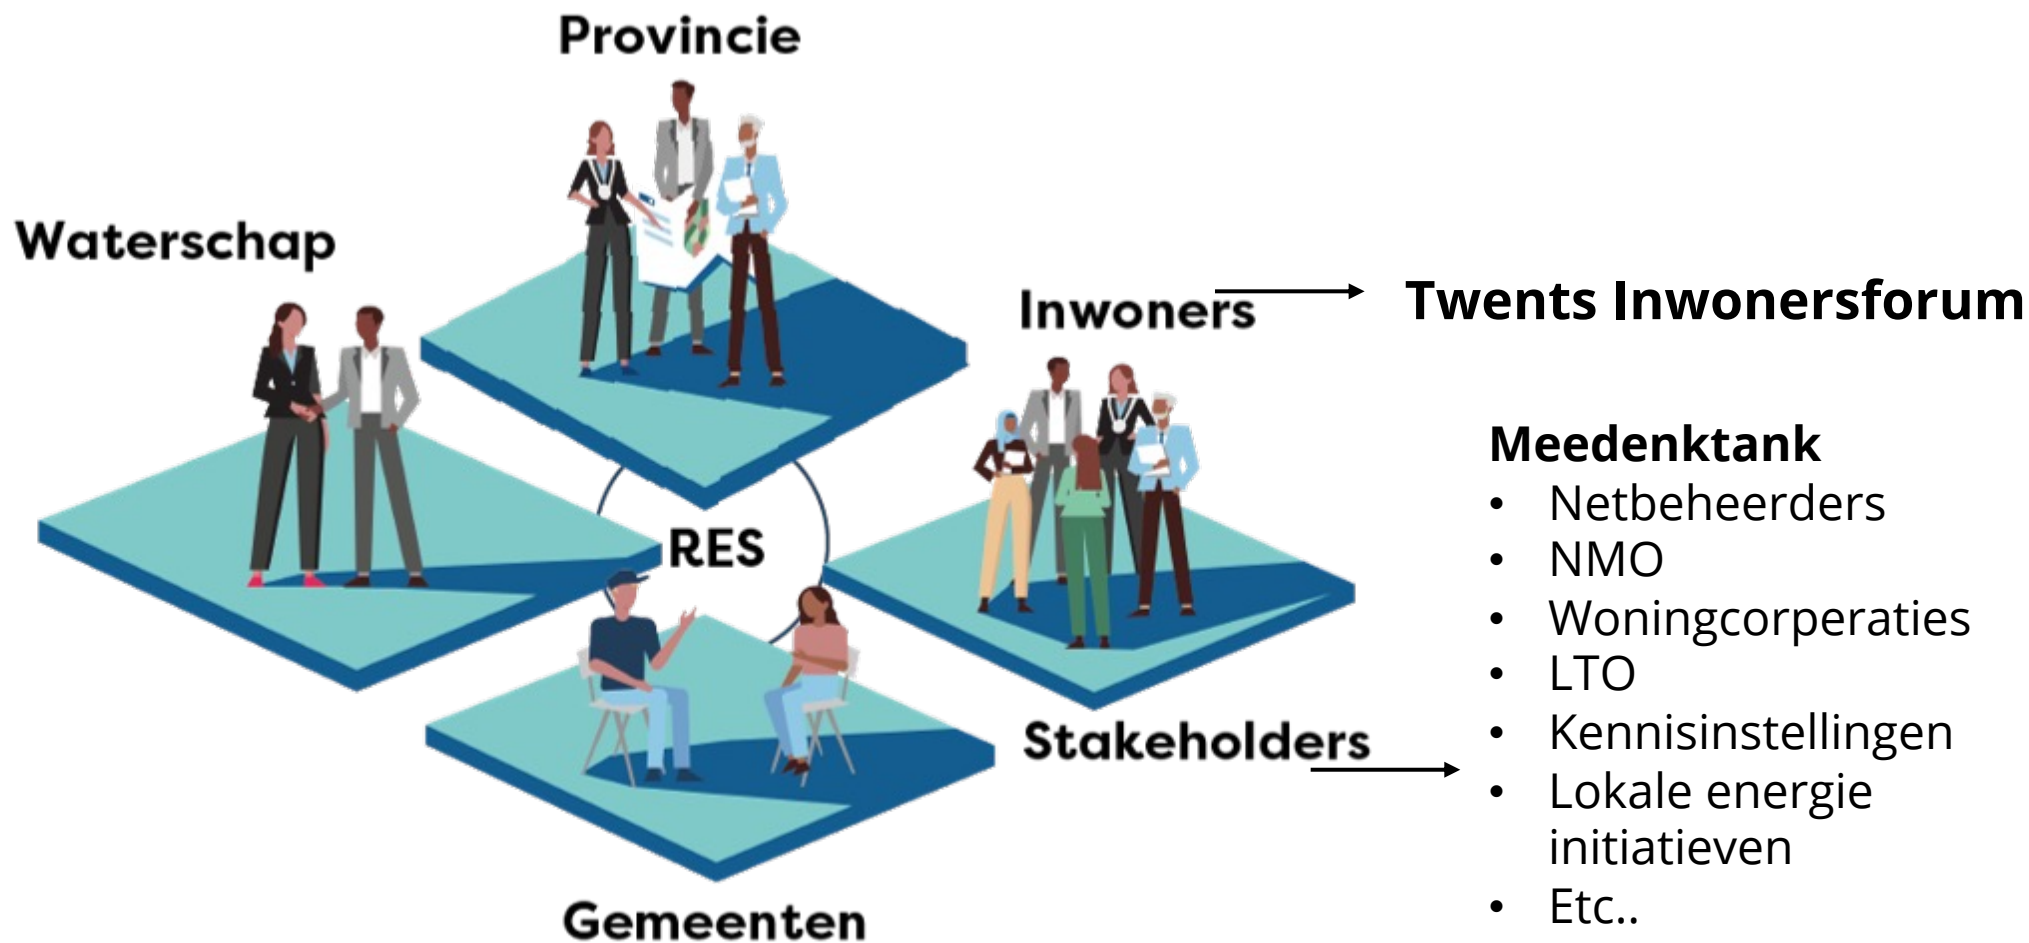 Provincie
Waterschap
Inwoners
Twents Inwonersforum
RES
Stakeholders
Gemeenten
Meedenktank
• Netbeheerders
• NMO
• Woningcorperaties
• LTO
• Kennisinstellingen
• Lokale energie
initiatieven
• Etc..